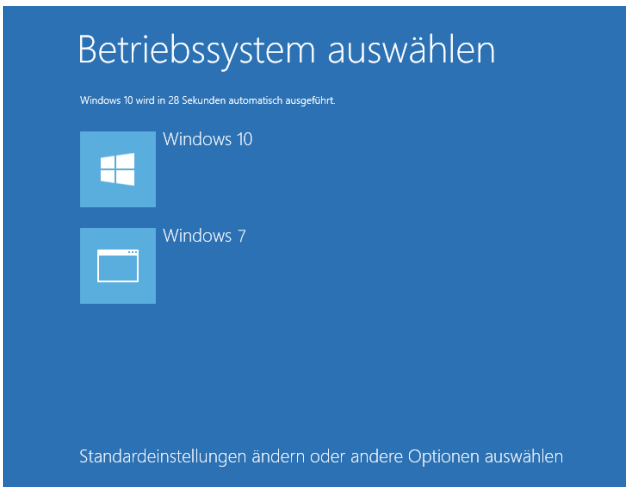 Betriebssystem auswählen
Windows 10 wird in 28 Sekunden automatisch ausgeführt.
Windows 10
Windows 7
Standardeinstellungen ändern oder andere Optionen auswählen